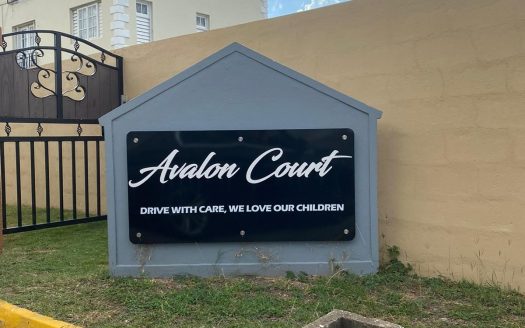 Avalon Court
DRIVE WITH CARE, WE LOVE OUR CHILDREN